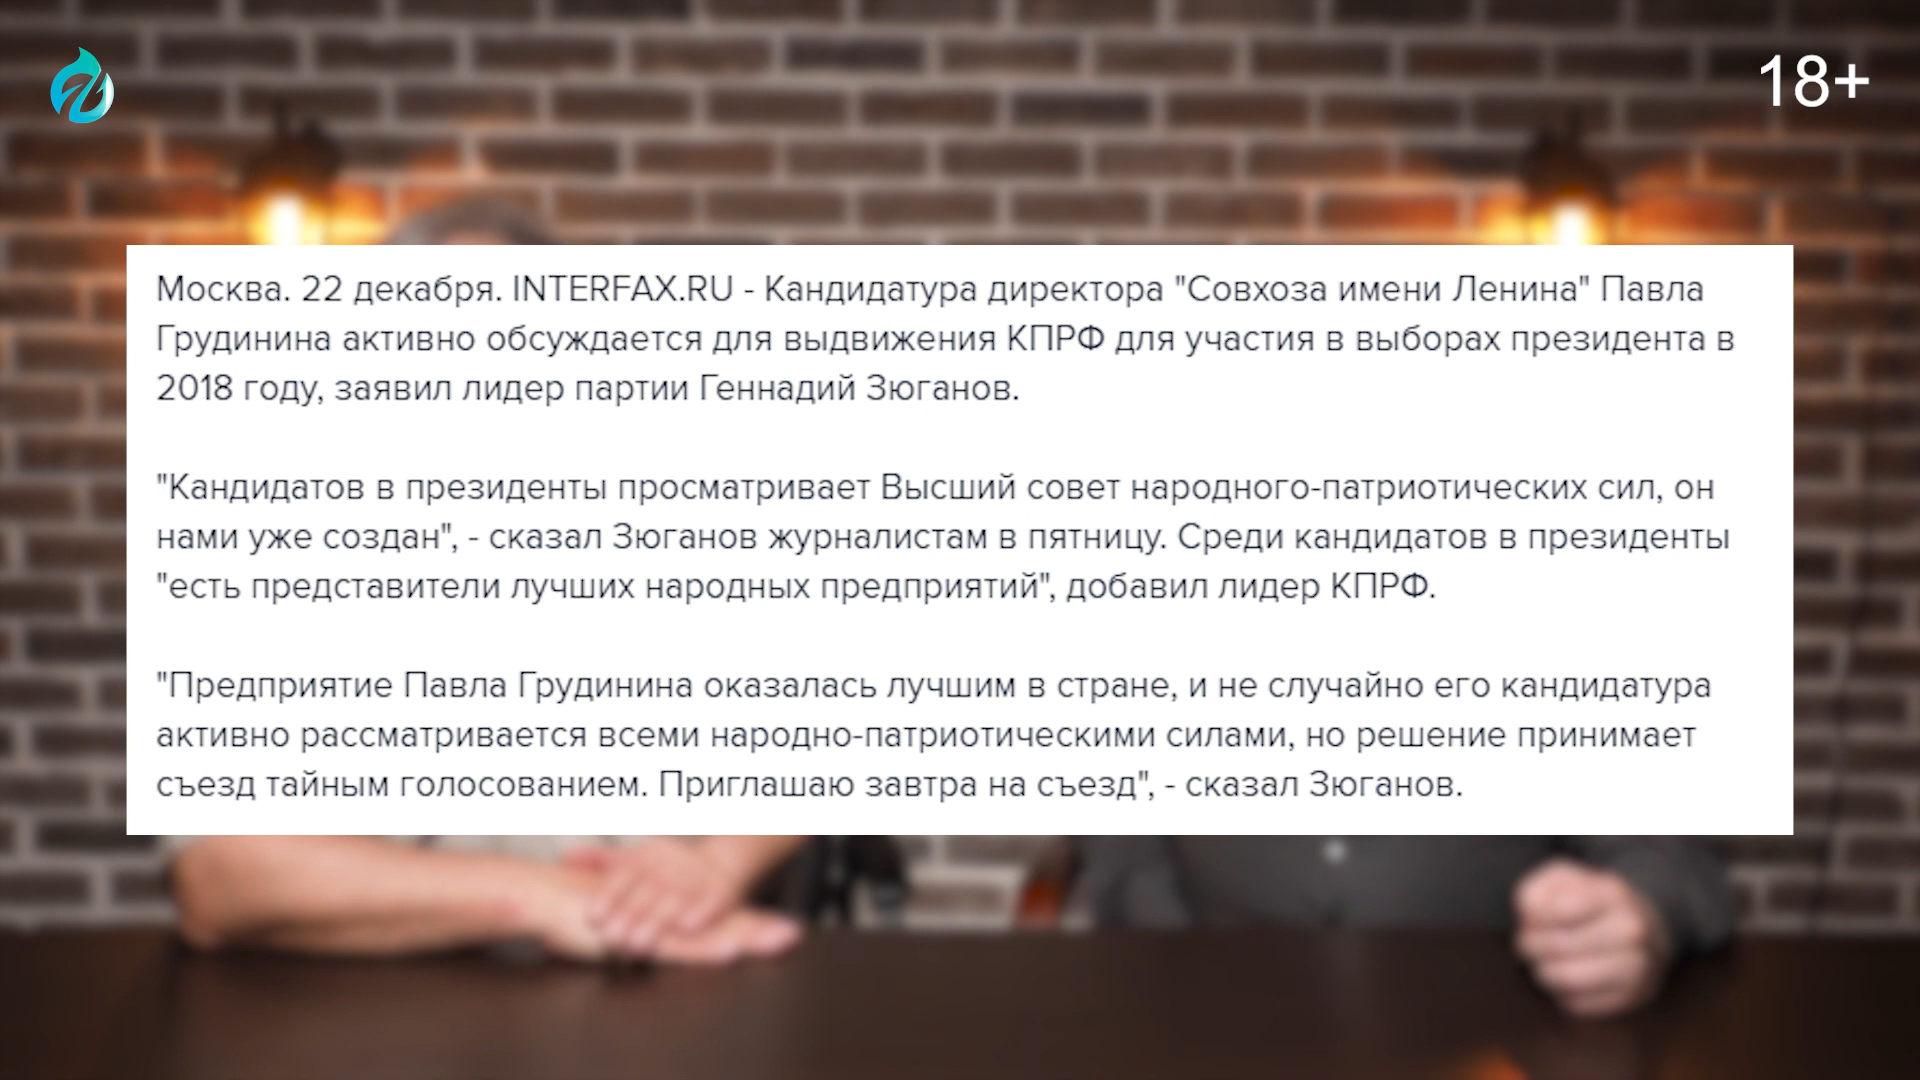 18+
Москва. 22 декабря. INTERFAX.RU - Кандидатура директора "Совхоза имени Ленина" Павла
Грудинина активно обсуждается для выдвижения КПРФ для участия в выборах президента в
2018 году, заявил лидер партии Геннадий Зюганов.
"Кандидатов в президенты просматривает Высший совет народного-патриотических сил, он
нами уже создан", - сказал Зюганов журналистам в пятницу. Среди кандидатов в президенты
"есть представители лучших народных предприятий", добавил лидер КПРФ.
"Предприятие Павла Грудинина оказалась лучшим в стране, и не случайно его кандидатура
активно рассматривается всеми народно-патриотическими силами, но решение принимает
съезд тайным голосованием. Приглашаю завтра на съезд", - сказал Зюганов.